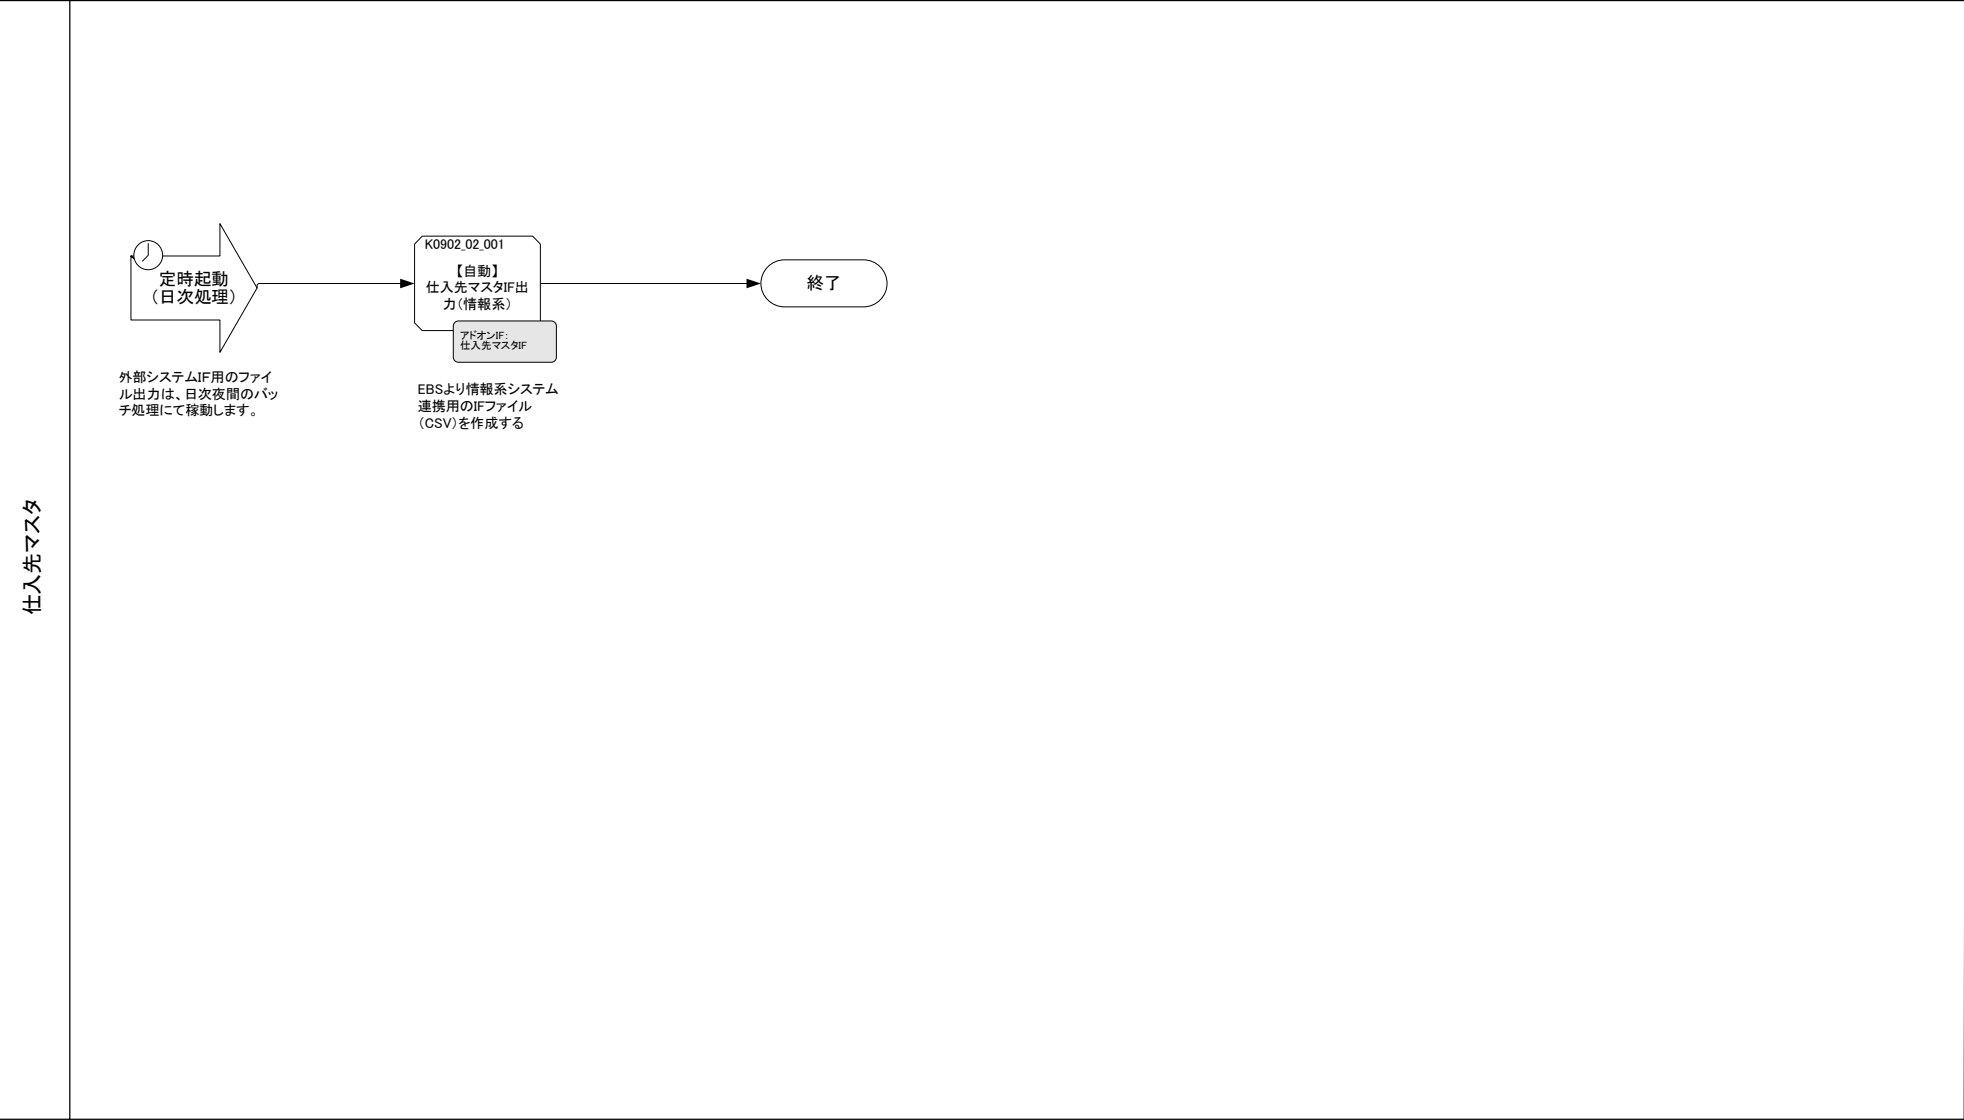 仕入先マスタ
定時起動
（日次処理）
外部システムIF用のファイ
ル出力は、日次夜間のバッ
チ処理にて稼動します。
K0902_02_001
【自動】
仕入先マスタIF出
力（情報系）
アドオンIF:
仕入先マスタIF
EBSより情報系システム
連携用のIFファイル
（CSV）を作成する
終了